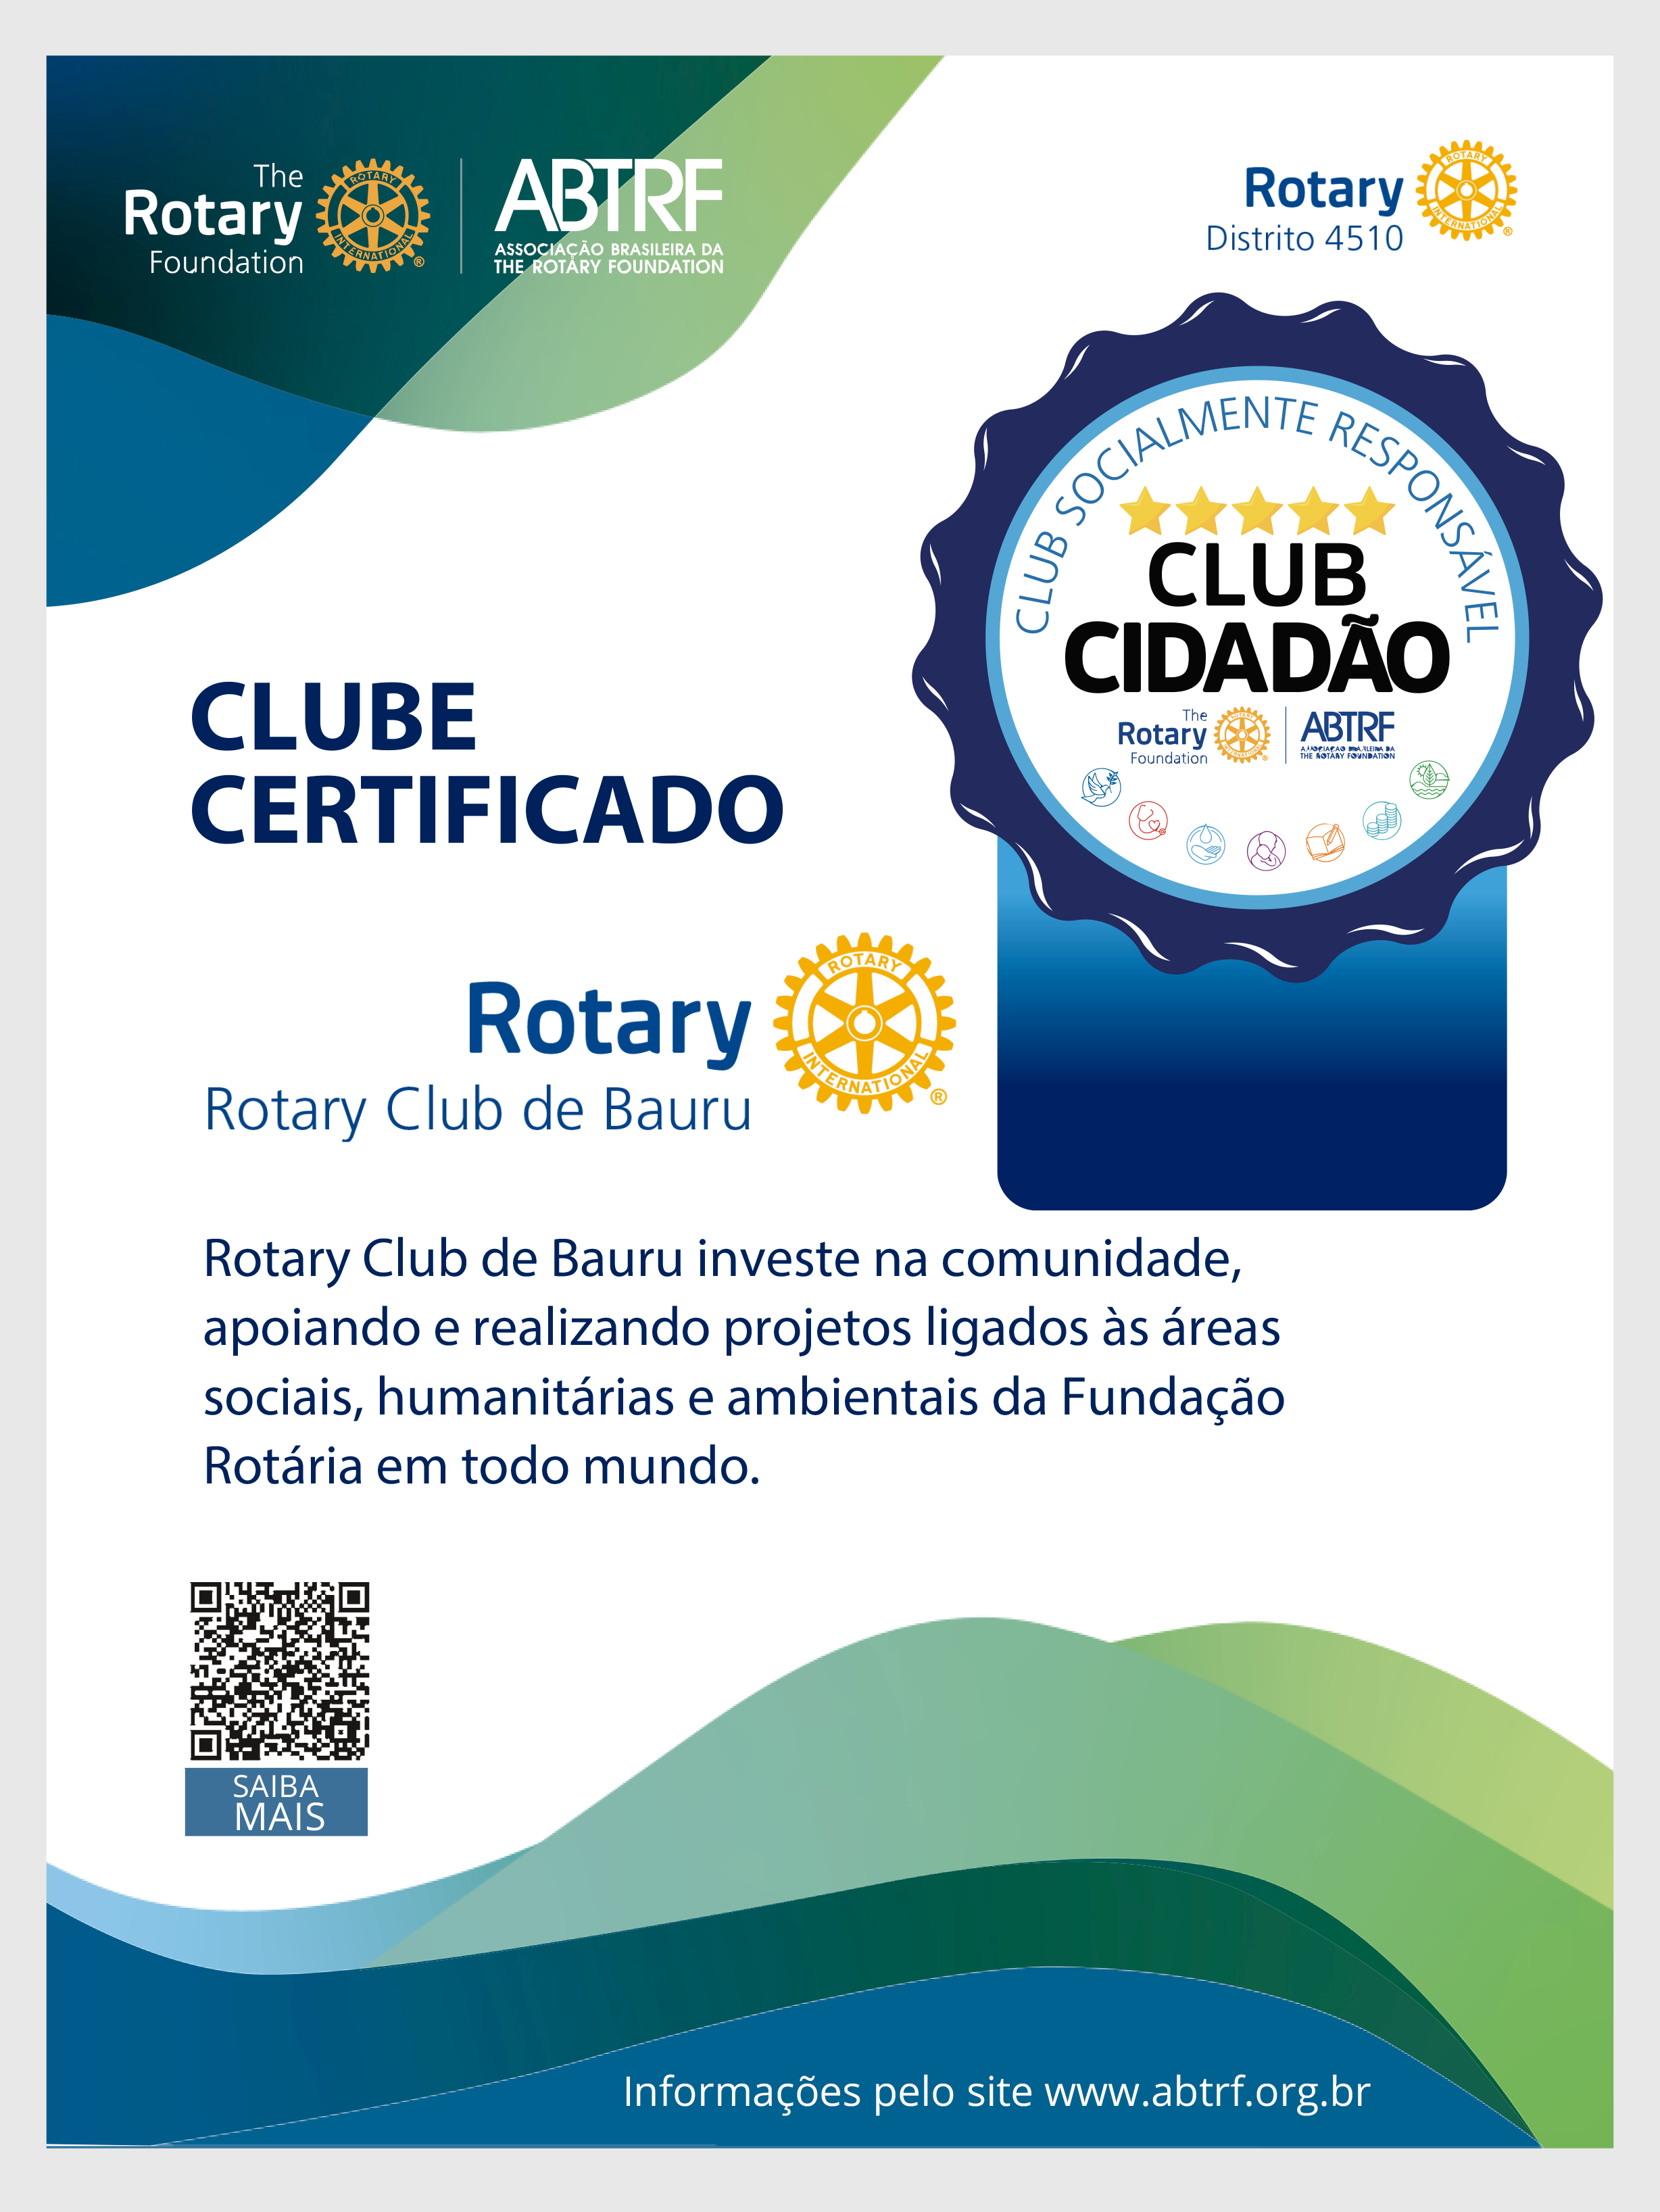 The
Rotary
Foundation
ROTARY
INTERNATIONAL
®
ABTRF
ASSOCIAÇÃO BRASILEIRA DA
THE ROTARY FOUNDATION
Rotary
Distrito 4510
ROTARY
INTERNATIONAL
®
CLUB SOCIALMENTE RESPONSÁVEL
CLUB
CIDADÃO
The
Rotary
Foundation
ROTARY
INTERNATIONAL
®
ABTRF
ASSOCIAÇÃO BRASILEIRA DA
THE ROTARY FOUNDATION
CLUBE
CERTIFICADO
Rotary
Rotary Club de Bauru
ROTARY
INTERNATIONAL
®
Rotary Club de Bauru investe na comunidade,
apoiando e realizando projetos ligados às áreas
sociais, humanitárias e ambientais da Fundação
Rotária em todo mundo.
SAIBA
MAIS
Informações pelo site www.abtrf.org.br